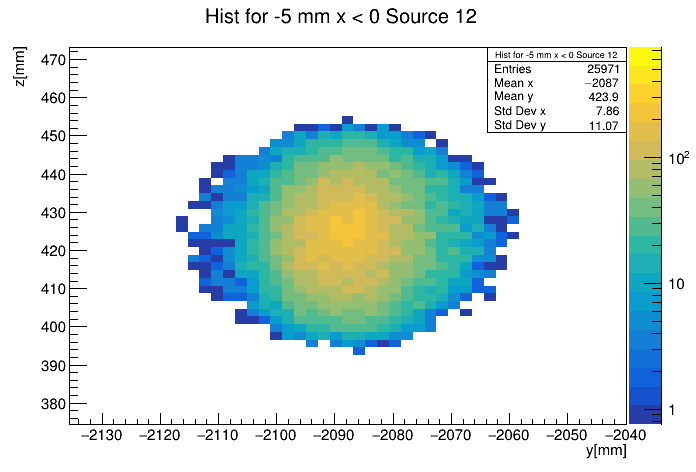 Hist for -5 mm x < 0 Source 12
z[mm]
Hist for -5 mm x < 0 Source 12
Entries 25971
Mean x −2087
Mean y 423.9
Std Dev x 7.86
Std Dev y 11.07
470
460
450
440
430
420
410
400
390
380
10²
10
1
−2130 −2120 −2110 −2100 −2090 −2080 −2070 −2060 −2050 −2040
y[mm]